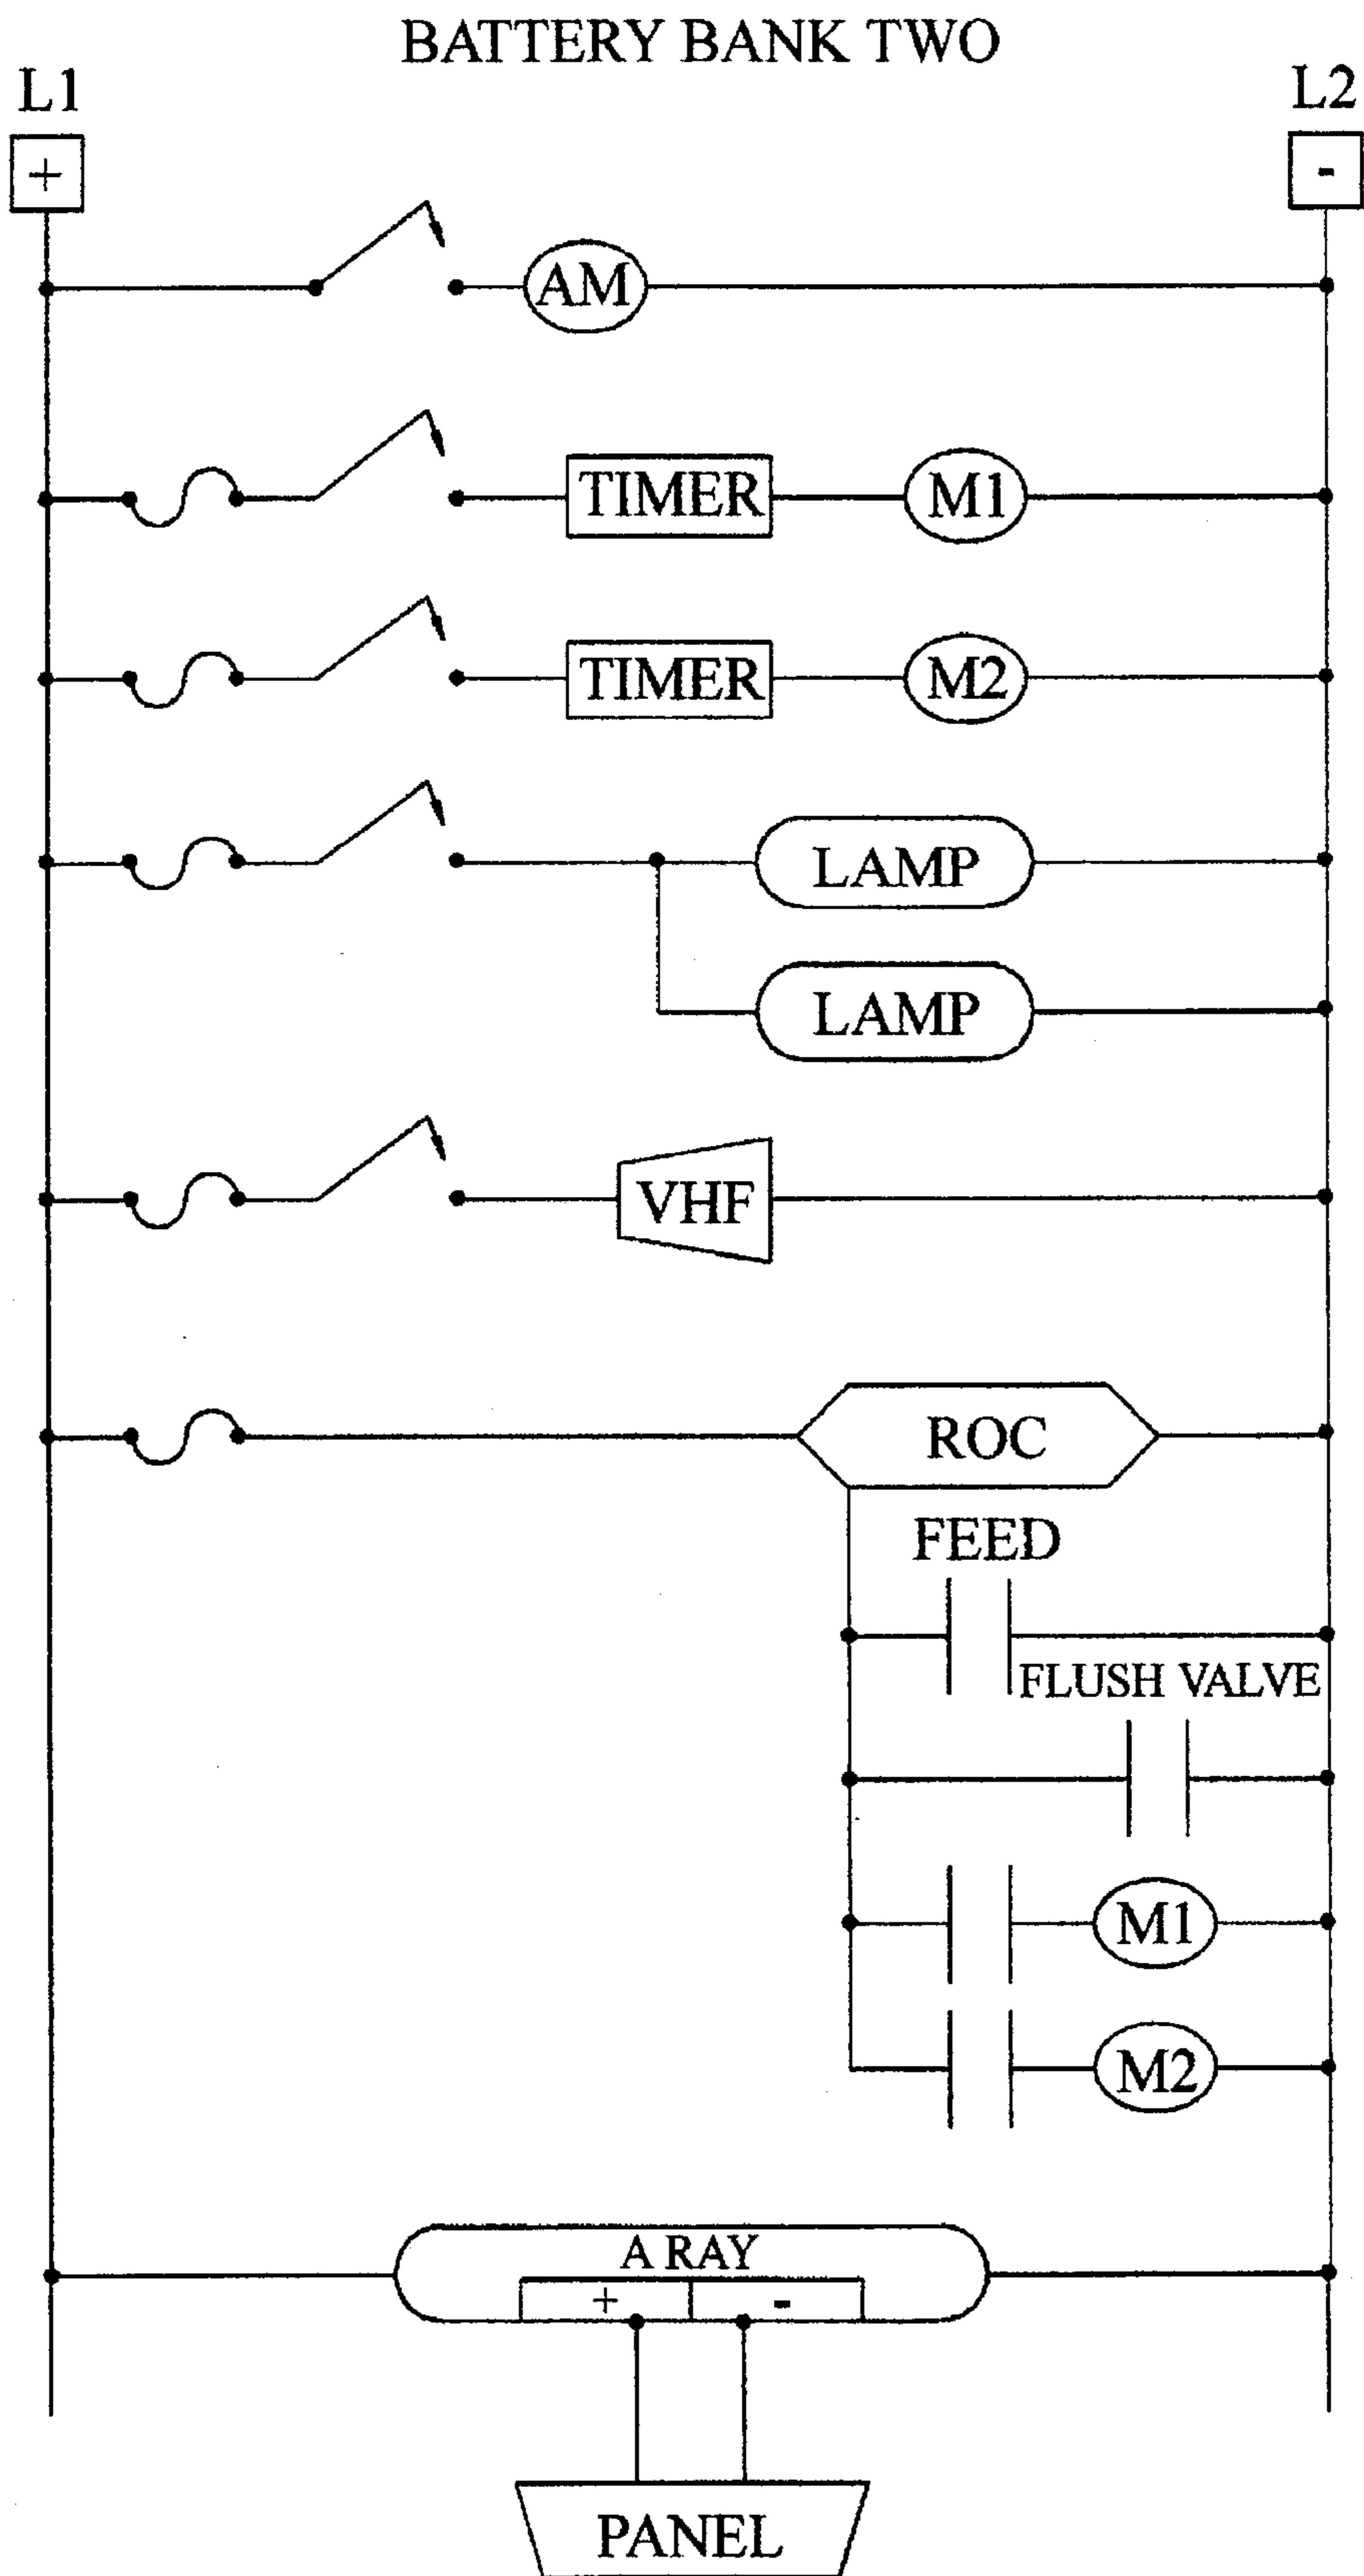 BATTERY BANK TWO
L1 L2
+ -
AM
TIMER M1
TIMER M2
LAMP
LAMP
VHF
ROC
FEED
FLUSH VALVE
M1
M2
A RAY
+ -
PANEL